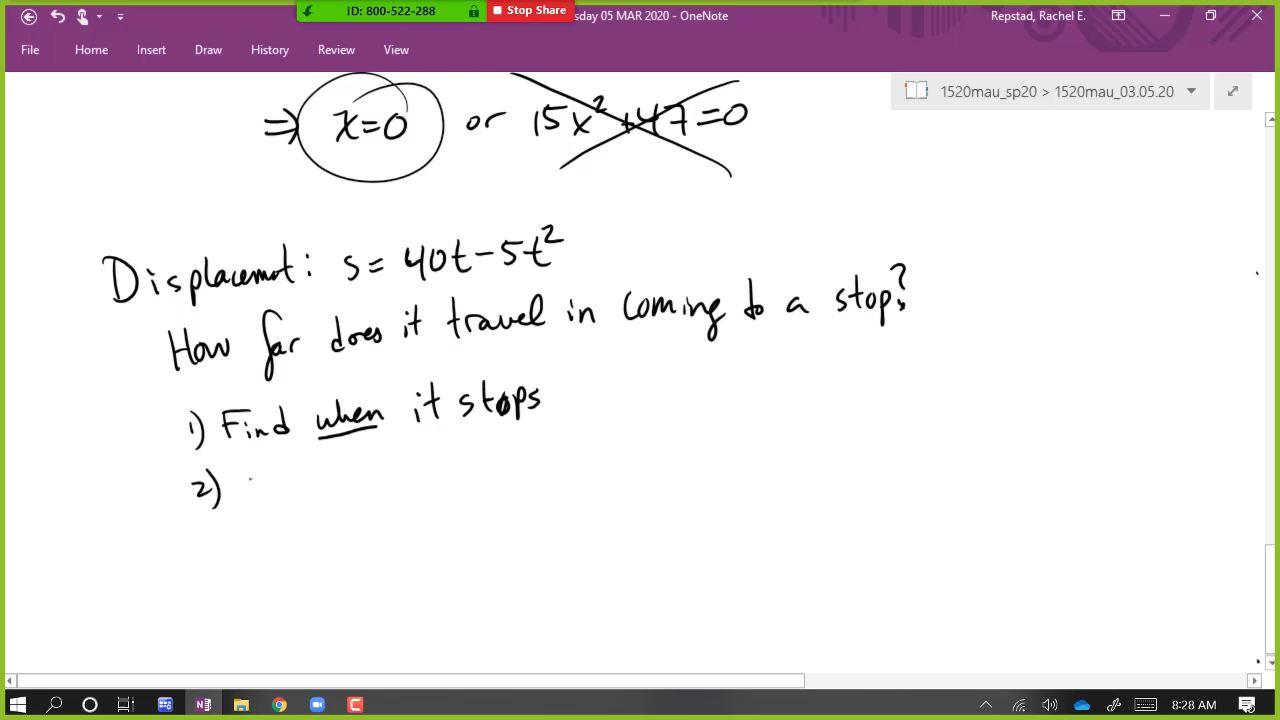 ID: 800-522-288 Stop Share
sday 05 MAR 2020 - OneNote
Repstad, Rachel E.
File Home Insert Draw History Review View
1520mau_sp20 > 1520mau_03.05.20
⇒ x=0 or 15x²+47=0
Displacemnt: s= 40t-5t²
How far does it travel in coming to a stop?
1) Find when it stops
2)
8:28 AM